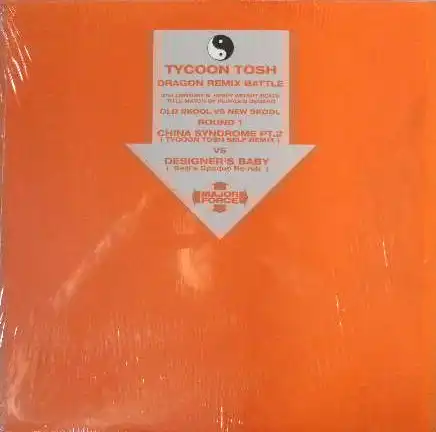 TYCOON TOSH
DRAGON REMIX BATTLE
OLD SKOOL VS NEW SKOOL
ROUND 1
CHINA SYNDROME PT.2
( TYCOON TOSH SELF REMIX )
VS
DESIGNER'S BABY
MAJOR
FORCE